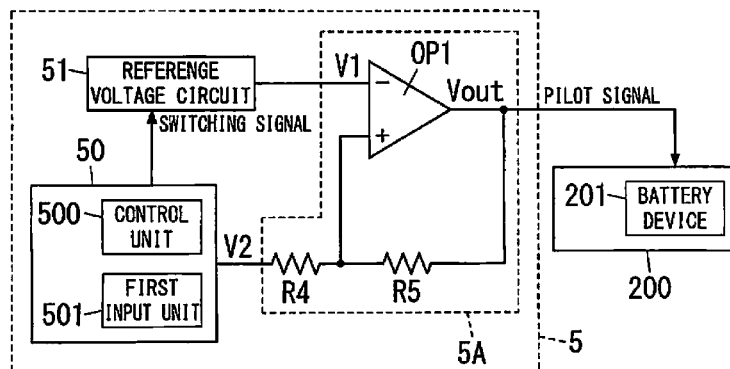 51
REFERENCE
VOLTAGE CIRCUIT
V1
OP1
−
+
Vout
PILOT SIGNAL
SWITCHING SIGNAL
50
500
CONTROL
UNIT
501
FIRST
INPUT UNIT
V2
R4
R5
201
BATTERY
DEVICE
200
5A
5